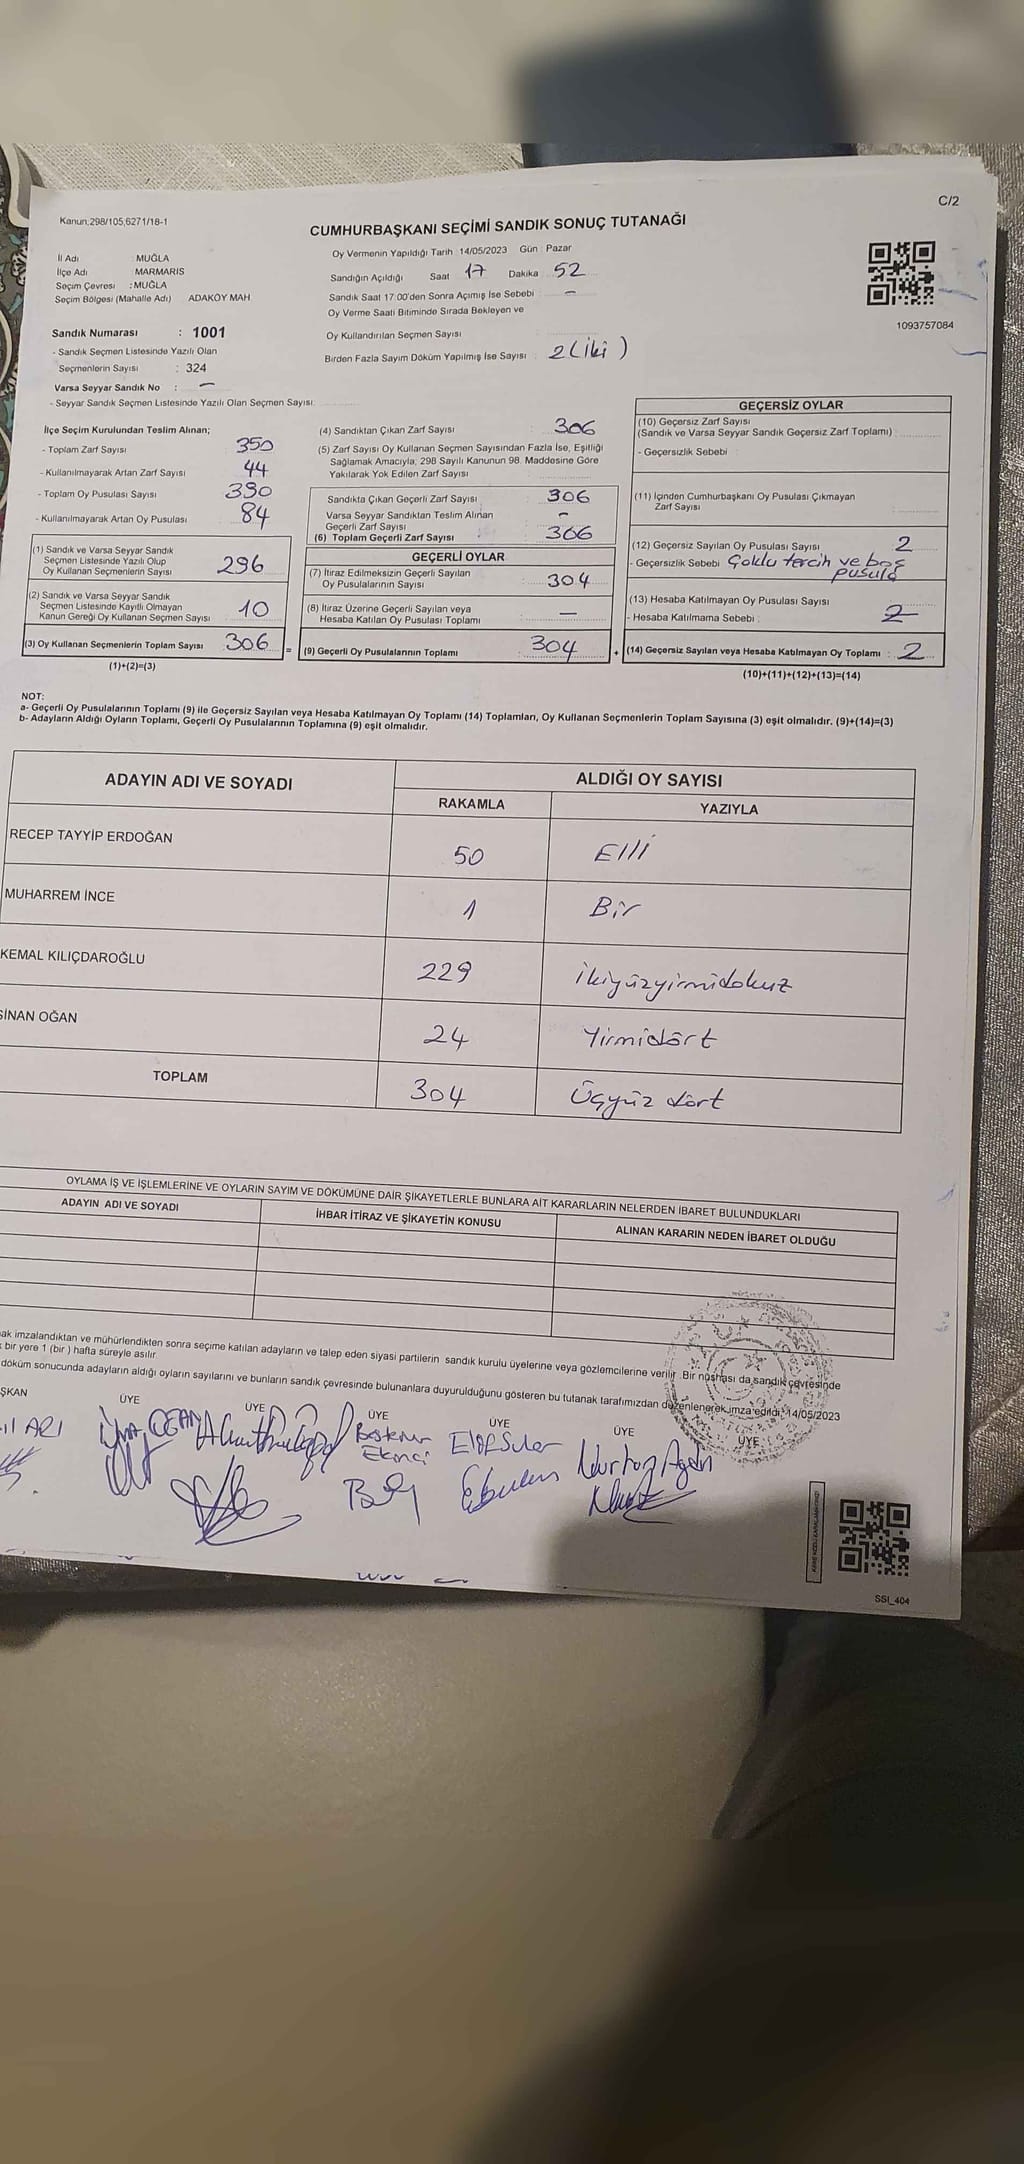 C/2
Kanun:298/105,6271/18-1
CUMHURBAŞKANI SEÇİMİ SANDIK SONUÇ TUTANAĞI
İl Adı : MUĞLA
İlçe Adı : MARMARİS
Seçim Çevresi : MUĞLA
Seçim Bölgesi (Mahalle Adı) ADAKÖY MAH.
Oy Vermenin Yapıldığı Tarih 14/05/2023 Gün : Pazar
Sandığın Açıldığı Saat 17 Dakika : 52
Sandık Saat 17:00'den Sonra Açımış İse Sebebi : -
Oy Verme Saati Bitiminde Sırada Bekleyen ve
Oy Kullandırılan Seçmen Sayısı
Birden Fazla Sayım Döküm Yapılmış İse Sayısı : 2 (iki)
1093757084
Sandık Numarası : 1001
- Sandık Seçmen Listesinde Yazılı Olan
Seçmenlerin Sayısı : 324
Varsa Seyyar Sandık No : -
- Seyyar Sandık Seçmen Listesinde Yazılı Olan Seçmen Sayısı:
İlçe Seçim Kurulundan Teslim Alınan;
- Toplam Zarf Sayısı 350
- Kullanılmayarak Artan Zarf Sayısı 44
- Toplam Oy Pusulası Sayısı 390
- Kullanılmayarak Artan Oy Pusulası 84
(1) Sandık ve Varsa Seyyar Sandık
Seçmen Listesinde Yazılı Olup
Oy Kullanan Seçmenlerin Sayısı 296
(2) Sandık ve Varsa Seyyar Sandık
Seçmen Listesinde Kayıtlı Olmayan
Kanun Gereği Oy Kullanan Seçmen Sayısı 10
(3) Oy Kullanan Seçmenlerin Toplam Sayısı 306 =
(1)+(2)=(3)
(4) Sandıktan Çıkan Zarf Sayısı 306
(5) Zarf Sayısı Oy Kullanan Seçmen Sayısından Fazla İse, Eşitliği
Sağlamak Amacıyla; 298 Sayılı Kanunun 98. Maddesine Göre
Yakılarak Yok Edilen Zarf Sayısı
Sandıkta Çıkan Geçerli Zarf Sayısı 306
Varsa Seyyar Sandıktan Teslim Alınan
Geçerli Zarf Sayısı -
(6) Toplam Geçerli Zarf Sayısı 306
GEÇERLİ OYLAR
(7) İtiraz Edilmeksizin Geçerli Sayılan
Oy Pusulalarının Sayısı 304
(8) İtiraz Üzerine Geçerli Sayılan veya
Hesaba Katılan Oy Pusulası Toplamı -
(9) Geçerli Oy Pusulalarının Toplamı 304 +
GEÇERSİZ OYLAR
(10) Geçersiz Zarf Sayısı
(Sandık ve Varsa Seyyar Sandık Geçersiz Zarf Toplamı)
- Geçersizlik Sebebi
(11) İçinden Cumhurbaşkanı Oy Pusulası Çıkmayan
Zarf Sayısı
(12) Geçersiz Sayılan Oy Pusulası Sayısı 2
- Geçersizlik Sebebi Çoklu tercih ve boş
pusula
(13) Hesaba Katılmayan Oy Pusulası Sayısı
- Hesaba Katılmama Sebebi : 2
(14) Geçersiz Sayılan veya Hesaba Katılmayan Oy Toplamı : 2
(10)+(11)+(12)+(13)=(14)
NOT:
a- Geçerli Oy Pusulalarının Toplamı (9) ile Geçersiz Sayılan veya Hesaba Katılmayan Oy Toplamı (14) Toplamları, Oy Kullanan Seçmenlerin Toplam Sayısına (3) eşit olmalıdır. (9)+(14)=(3)
b- Adayların Aldığı Oyların Toplamı, Geçerli Oy Pusulalarının Toplamına (9) eşit olmalıdır.
ADAYIN ADI VE SOYADI ALDIĞI OY SAYISI
RAKAMLA YAZIYLA
RECEP TAYYİP ERDOĞAN 50 Elli
MUHARREM İNCE 1 Bir
KEMAL KILIÇDAROĞLU 229 ikiyüzyirmidokuz
SİNAN OĞAN 24 Yirmidört
TOPLAM 304 Üçyüz dört
OYLAMA İŞ VE İŞLEMLERİNE VE OYLARIN SAYIM VE DÖKÜMÜNE DAİR ŞİKAYETLERLE BUNLARA AİT KARARLARIN NELERDEN İBARET BULUNDUKLARI
ADAYIN ADI VE SOYADI İHBAR İTİRAZ VE ŞİKAYETİN KONUSU ALINAN KARARIN NEDEN İBARET OLDUĞU
ak imzalandıktan ve mühürlendikten sonra seçime katılan adayların ve talep eden siyasi partilerin sandık kurulu üyelerine veya gözlemcilerine verilir. Bir nüshası da sandık çevresinde
bir yere 1 (bir) hafta süreyle asılır
döküm sonucunda adayların aldığı oyların sayılarını ve bunların sandık çevresinde bulunanlara duyurulduğunu gösteren bu tutanak tarafımızdan düzenlenerek imza edildi. 14/05/2023
ŞKAN ÜYE ÜYE ÜYE ÜYE ÜYE ÜYE
ARI
Ekinci
Nurhan Aydın
SSI_404